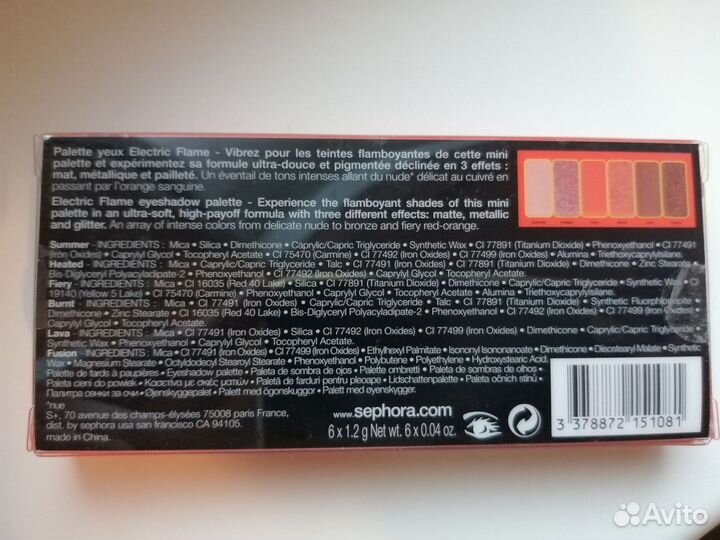 Palette yeux Electric Flame - Vibrez pour les teintes flamboyantes de cette mini
palette et expérimentez sa formule ultra-douce et pigmentée déclinée en 3 effets :
mat, métallique et pailleté. Un éventail de tons intenses allant du nude* délicat au cuivré en
passant par l'orange sanguine.
Electric Flame eyeshadow palette - Experience the flamboyant shades of this mini
palette in an ultra-soft, high-payoff formula with three different effects: matte, metallic
and glitter. An array of intense colors from delicate nude to bronze and fiery red-orange.
Summer - INGREDIENTS : Mica • Silica • Dimethicone • Caprylic/Capric Triglyceride • Synthetic Wax • CI 77891 (Titanium Dioxide) • Phenoxyethanol • CI 77491
(Iron Oxides) • Caprylyl Glycol • Tocopheryl Acetate • CI 75470 (Carmine) • CI 77492 (Iron Oxides) • CI 77499 (Iron Oxides) • Alumina • Triethoxycaprylylsilane.
Heated - INGREDIENTS : Mica • Caprylic/Capric Triglyceride • Talc • CI 77491 (Iron Oxides) • CI 77891 (Titanium Dioxide) • Dimethicone • Zinc Stearate •
Bis-Diglyceryl Polyacyladipate-2 • Phenoxyethanol • CI 77492 (Iron Oxides) • Caprylyl Glycol • Tocopheryl Acetate.
Fiery - INGREDIENTS : Mica • CI 16035 (Red 40 Lake) • Silica • CI 77891 (Titanium Dioxide) • Dimethicone • Caprylic/Capric Triglyceride • Synthetic Wax • CI
19140 (Yellow 5 Lake) • CI 75470 (Carmine) • Phenoxyethanol • Caprylyl Glycol • Tocopheryl Acetate • Alumina • Triethoxycaprylylsilane.
Burnt - INGREDIENTS : Mica • CI 77491 (Iron Oxides) • Caprylic/Capric Triglyceride • Talc • CI 77891 (Titanium Dioxide) • Synthetic Fluorphlogopite •
Dimethicone • Zinc Stearate • CI 16035 (Red 40 Lake) • Bis-Diglyceryl Polyacyladipate-2 • Phenoxyethanol • CI 77492 (Iron Oxides) • CI 77499 (Iron Oxides) •
Caprylyl Glycol • Tocopheryl Acetate.
Lava - INGREDIENTS : Mica • CI 77491 (Iron Oxides) • Silica • CI 77492 (Iron Oxides) • CI 77499 (Iron Oxides) • Dimethicone • Caprylic/Capric Triglyceride •
Synthetic Wax • Phenoxyethanol • Caprylyl Glycol • Tocopheryl Acetate.
Fusion - INGREDIENTS : Mica • CI 77491 (Iron Oxides) • CI 77499 (Iron Oxides) • Ethylhexyl Palmitate • Isononyl Isononanoate • Dimethicone • Diisostearyl Malate • Synthetic
Wax • Magnesium Stearate • Octyldodecyl Stearoyl Stearate • Phenoxyethanol • Polybutene • Polyethylene • Hydroxystearic Acid.
Palette de fards à paupières • Eyeshadow palette • Paleta de sombra de ojos • Palette ombretti • Paleta de sombras de olhos •
Paleta cieni do powiek • Κασετίνα με σκιές ματιών • Paletă de farduri pentru pleoape • Lidschattenpalette • Paleta očních stínů •
Палитра сенки за очи • Øjenskyggepalet • Palett med ögonskuggor • Palett med øyenskygger.
*nue
S+, 70 avenue des champs-élysées 75008 paris France,
dist. by sephora usa san francisco CA 94105.
made in China.
www.sephora.com
6 x 1.2 g Net wt. 6 x 0.04 oz.
3 378872 151081
Avito